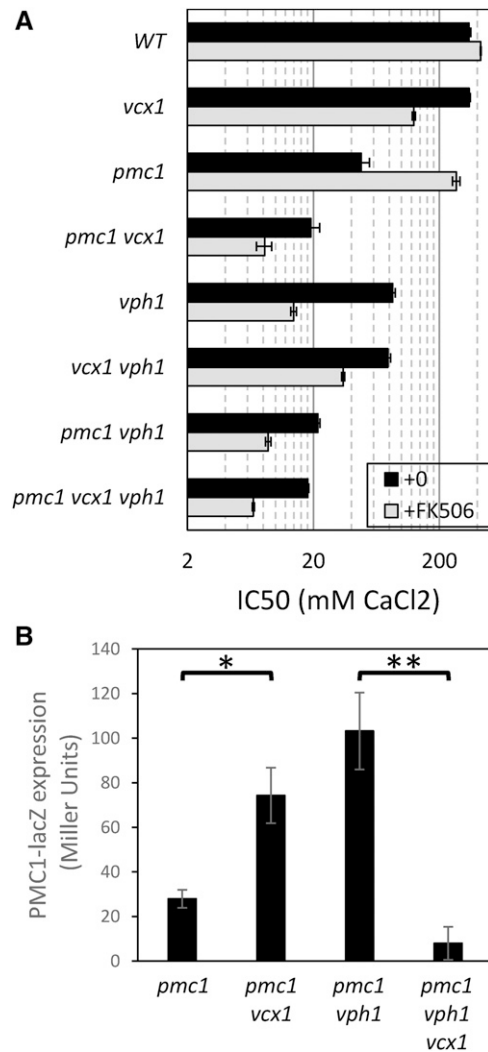 A
WT
vcx1
pmc1
pmc1 vcx1
vph1
vcx1 vph1
pmc1 vph1
pmc1 vcx1 vph1
+0
+FK506
2 20 200
IC50 (mM CaCl2)
B
PMC1-lacZ expression
(Miller Units)
140
120
100
80
60
40
20
0
* **
pmc1 pmc1 pmc1 pmc1
vcx1 vph1 vph1
vcx1